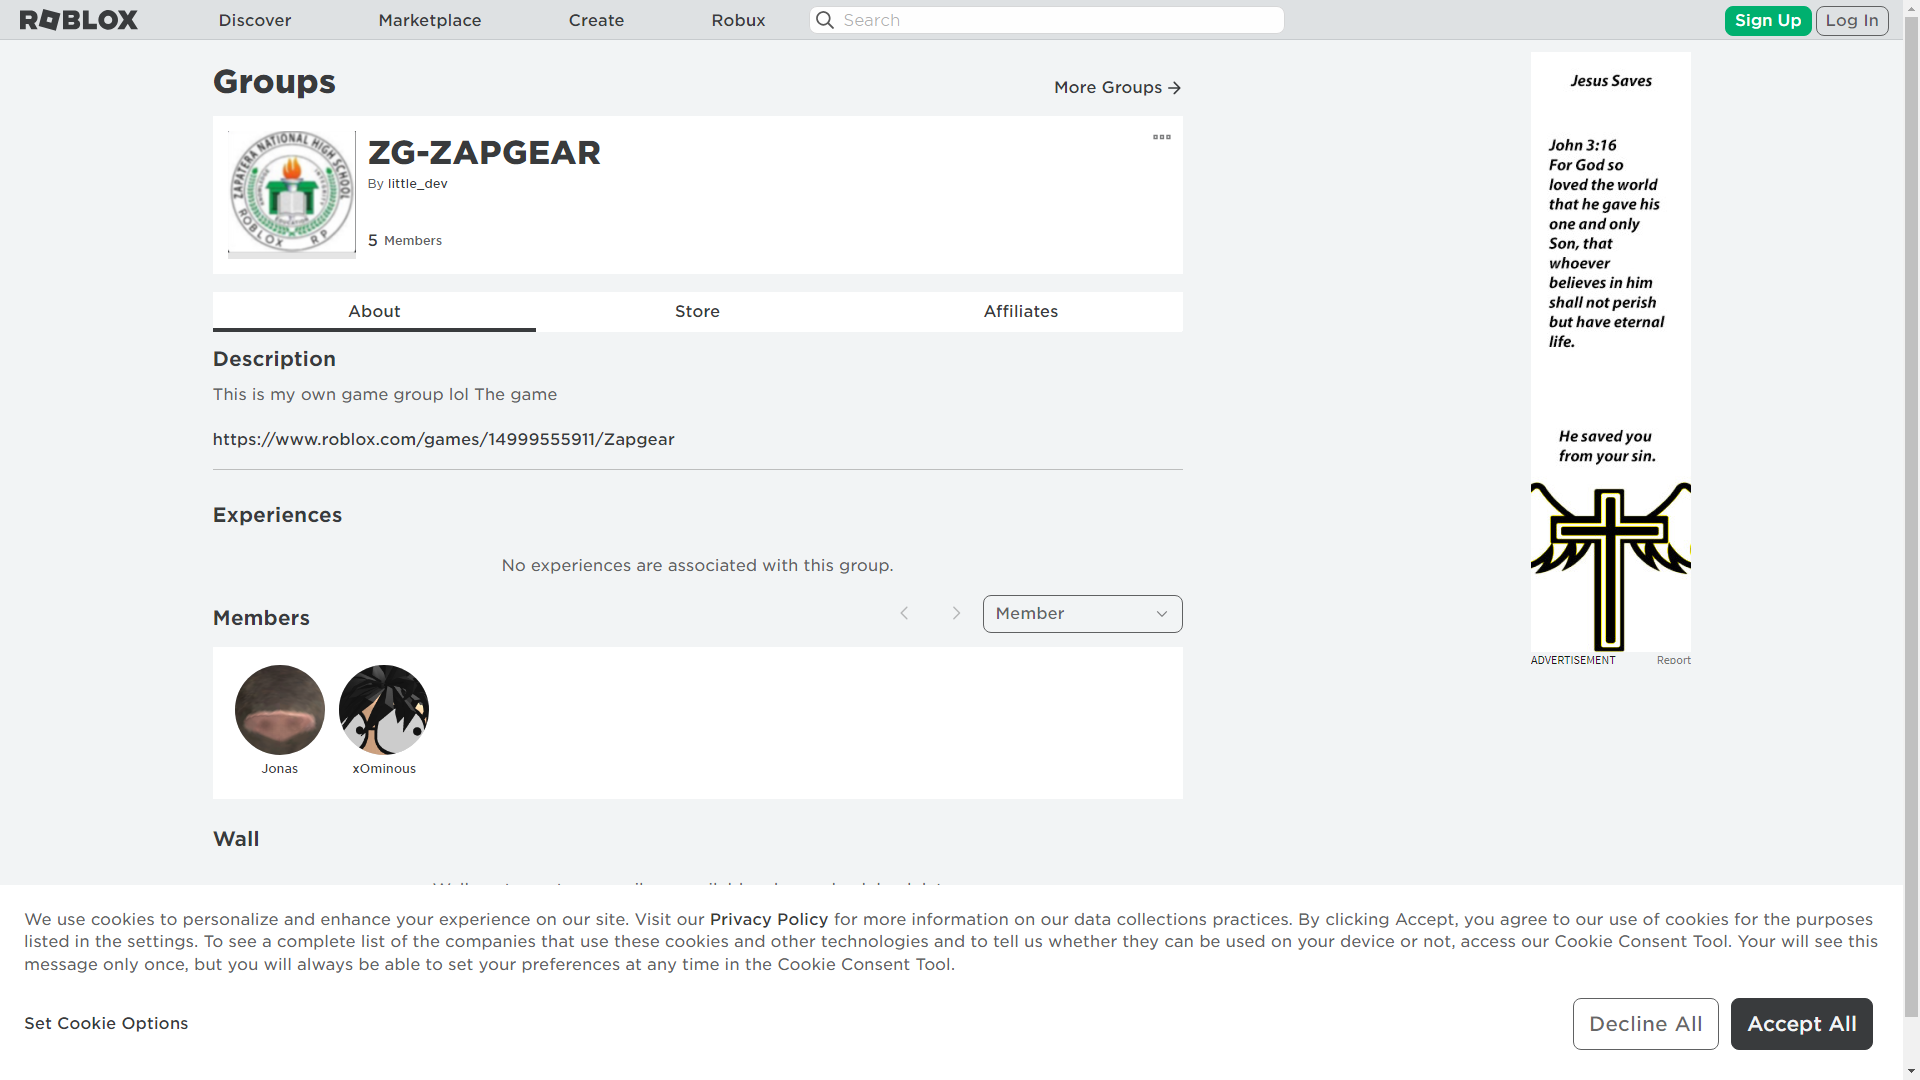 ROBLOX
Discover
Marketplace
Create
Robux
Search
Sign Up
Log In
Groups
More Groups
ZAPATERA NATIONAL HIGH SCHOOL
ROBLOX RP
ZG-ZAPGEAR
By little_dev
5 Members
About
Store
Affiliates
Description
This is my own game group lol The game
https://www.roblox.com/games/14999555911/Zapgear
Experiences
No experiences are associated with this group.
Members
Member
Jonas
xOminous
Wall
Jesus Saves
John 3:16
For God so
loved the world
that he gave his
one and only
Son, that
whoever
believes in him
shall not perish
but have eternal
life.
He saved you
from your sin.
ADVERTISEMENT
Report
We use cookies to personalize and enhance your experience on our site. Visit our Privacy Policy for more information on our data collections practices. By clicking Accept, you agree to our use of cookies for the purposes
listed in the settings. To see a complete list of the companies that use these cookies and other technologies and to tell us whether they can be used on your device or not, access our Cookie Consent Tool. Your will see this
message only once, but you will always be able to set your preferences at any time in the Cookie Consent Tool.
Set Cookie Options
Decline All
Accept All